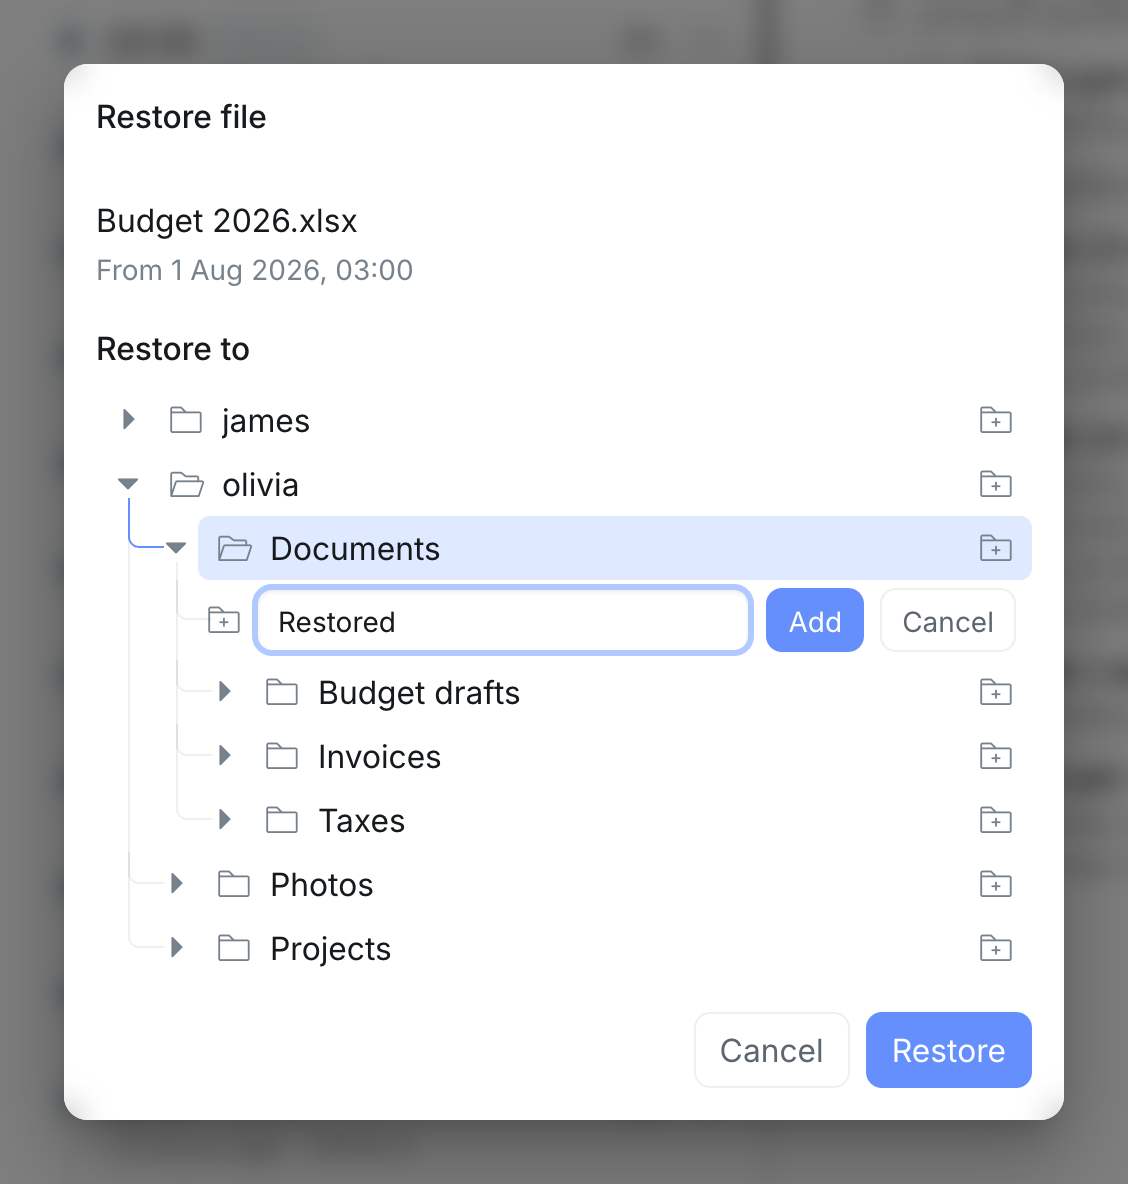 Restore file
Budget 2026.xlsx
From 1 Aug 2026, 03:00
Restore to
james
olivia
Documents
Restored Add Cancel
Budget drafts
Invoices
Taxes
Photos
Projects
Cancel Restore